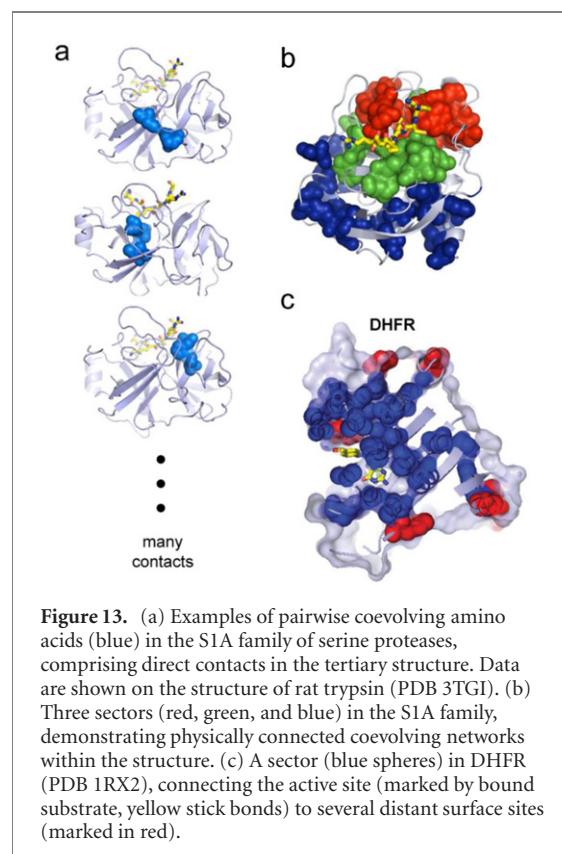 a
b
c
DHFR
many
contacts
Figure 13. (a) Examples of pairwise coevolving amino
acids (blue) in the S1A family of serine proteases,
comprising direct contacts in the tertiary structure. Data
are shown on the structure of rat trypsin (PDB 3TGI). (b)
Three sectors (red, green, and blue) in the S1A family,
demonstrating physically connected coevolving networks
within the structure. (c) A sector (blue spheres) in DHFR
(PDB 1RX2), connecting the active site (marked by bound
substrate, yellow stick bonds) to several distant surface sites
(marked in red).